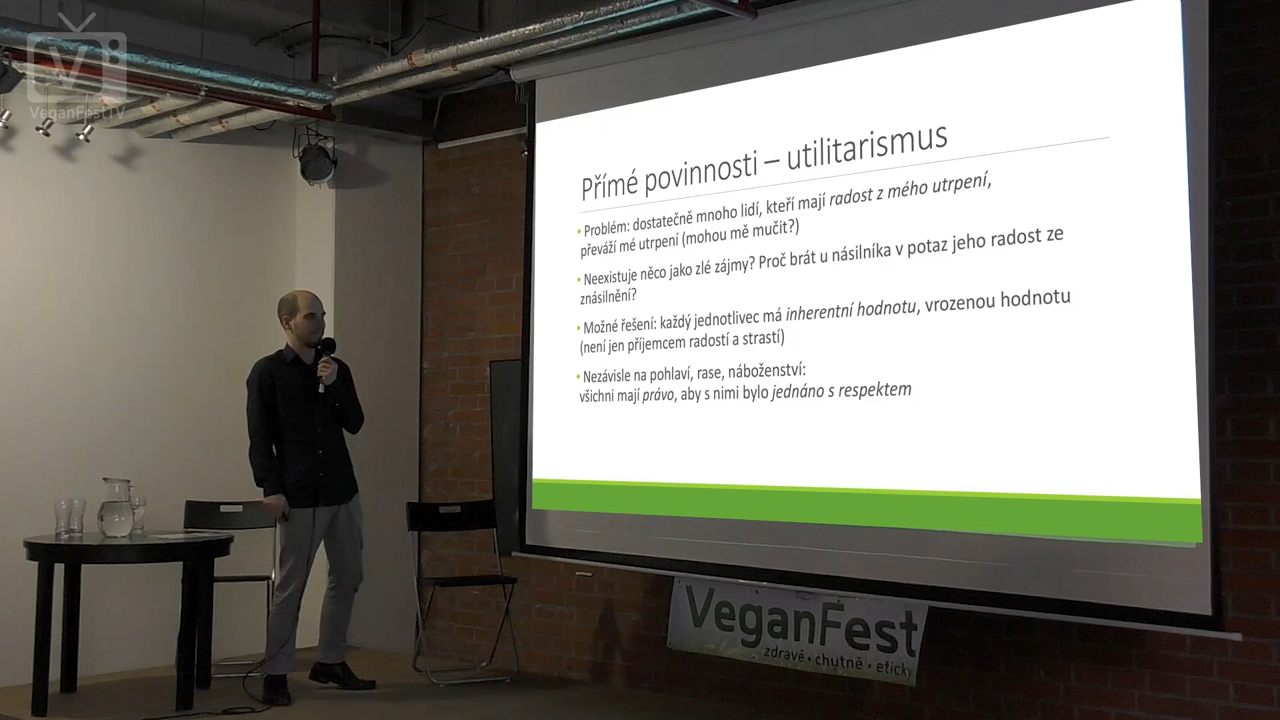 VeganFestTV
Přímé povinnosti – utilitarismus
• Problém: dostatečně mnoho lidí, kteří mají radost z mého utrpení,
převáží mé utrpení (mohou mě mučit?)
• Neexistuje něco jako zlé zájmy? Proč brát u násilníka v potaz jeho radost ze
znásilnění?
• Možné řešení: každý jednotlivec má inherentní hodnotu, vrozenou hodnotu
(není jen příjemcem radostí a strastí)
• Nezávisle na pohlaví, rase, náboženství:
všichni mají právo, aby s nimi bylo jednáno s respektem
VeganFest
zdravě • chutně • eticky